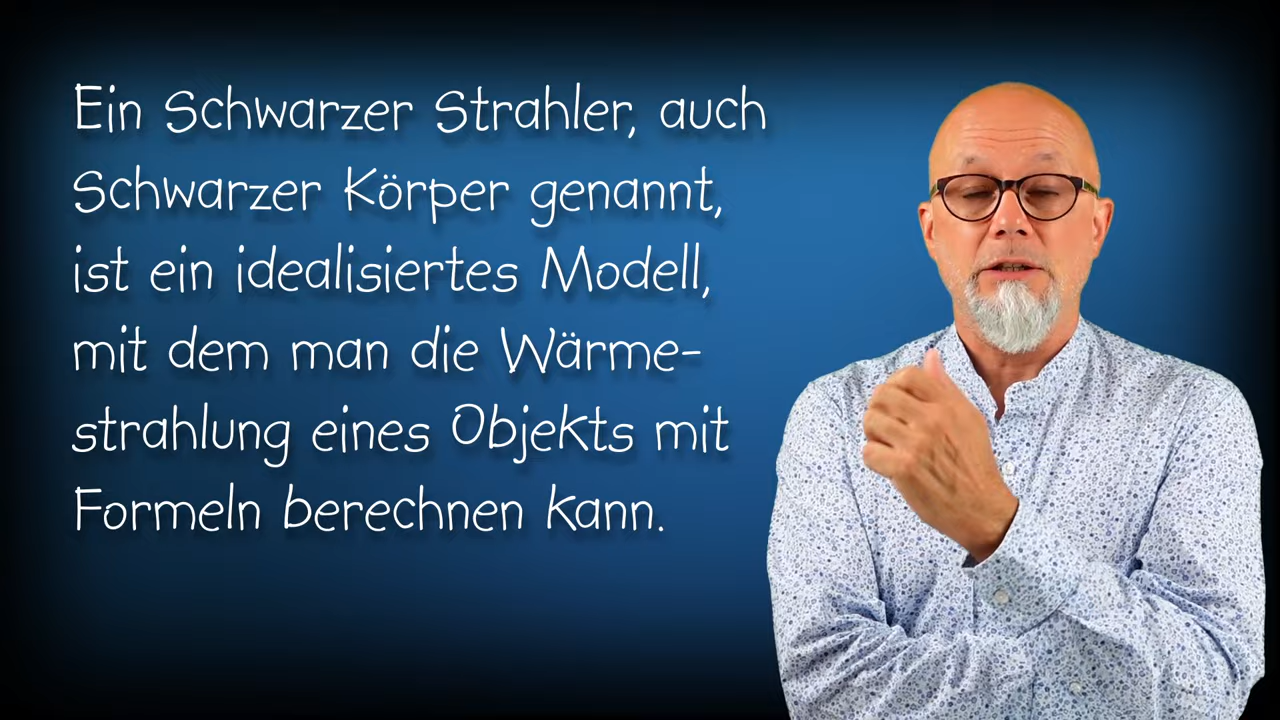 Ein Schwarzer Strahler, auch
Schwarzer Körper genannt,
ist ein idealisiertes Modell,
mit dem man die Wärme-
strahlung eines Objekts mit
Formeln berechnen kann.